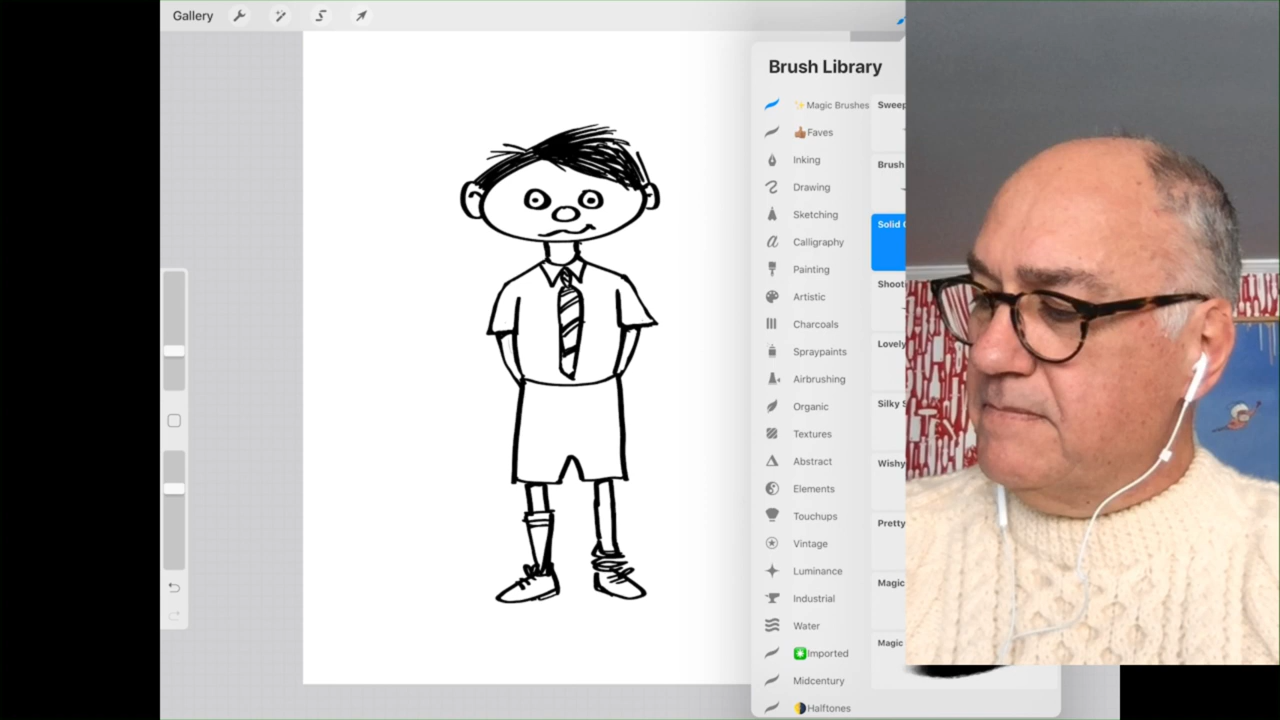 Gallery
Brush Library
✨Magic Brushes
👍🏽Faves
Inking
Drawing
Sketching
Calligraphy
Painting
Artistic
Charcoals
Spraypaints
Airbrushing
Organic
Textures
Abstract
Elements
Touchups
Vintage
Luminance
Industrial
Water
✳️Imported
Midcentury
🌗Halftones
Sweep
Brush
Solid
Shoot
Lovely
Silky
Wishy
Pretty
Magic
Magic